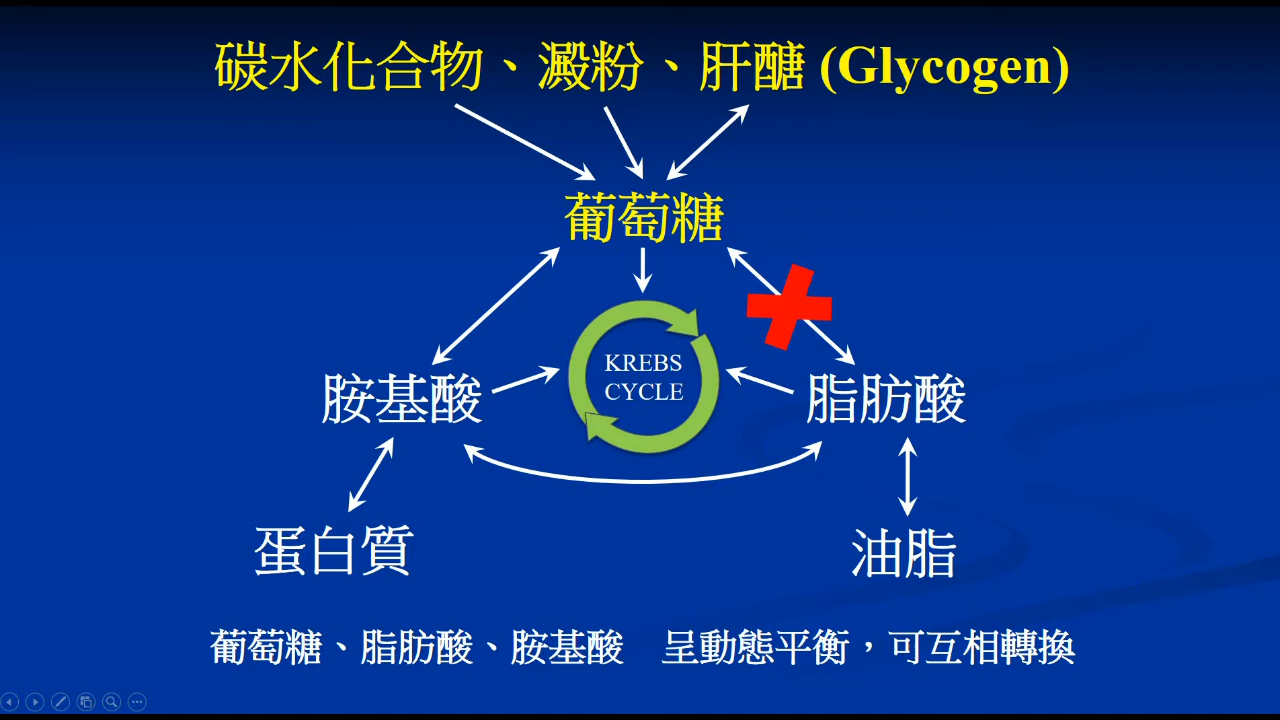 碳水化合物、澱粉、肝醣 (Glycogen)
葡萄糖
KREBS
CYCLE
胺基酸
脂肪酸
蛋白質
油脂
葡萄糖、脂肪酸、胺基酸 呈動態平衡，可互相轉換